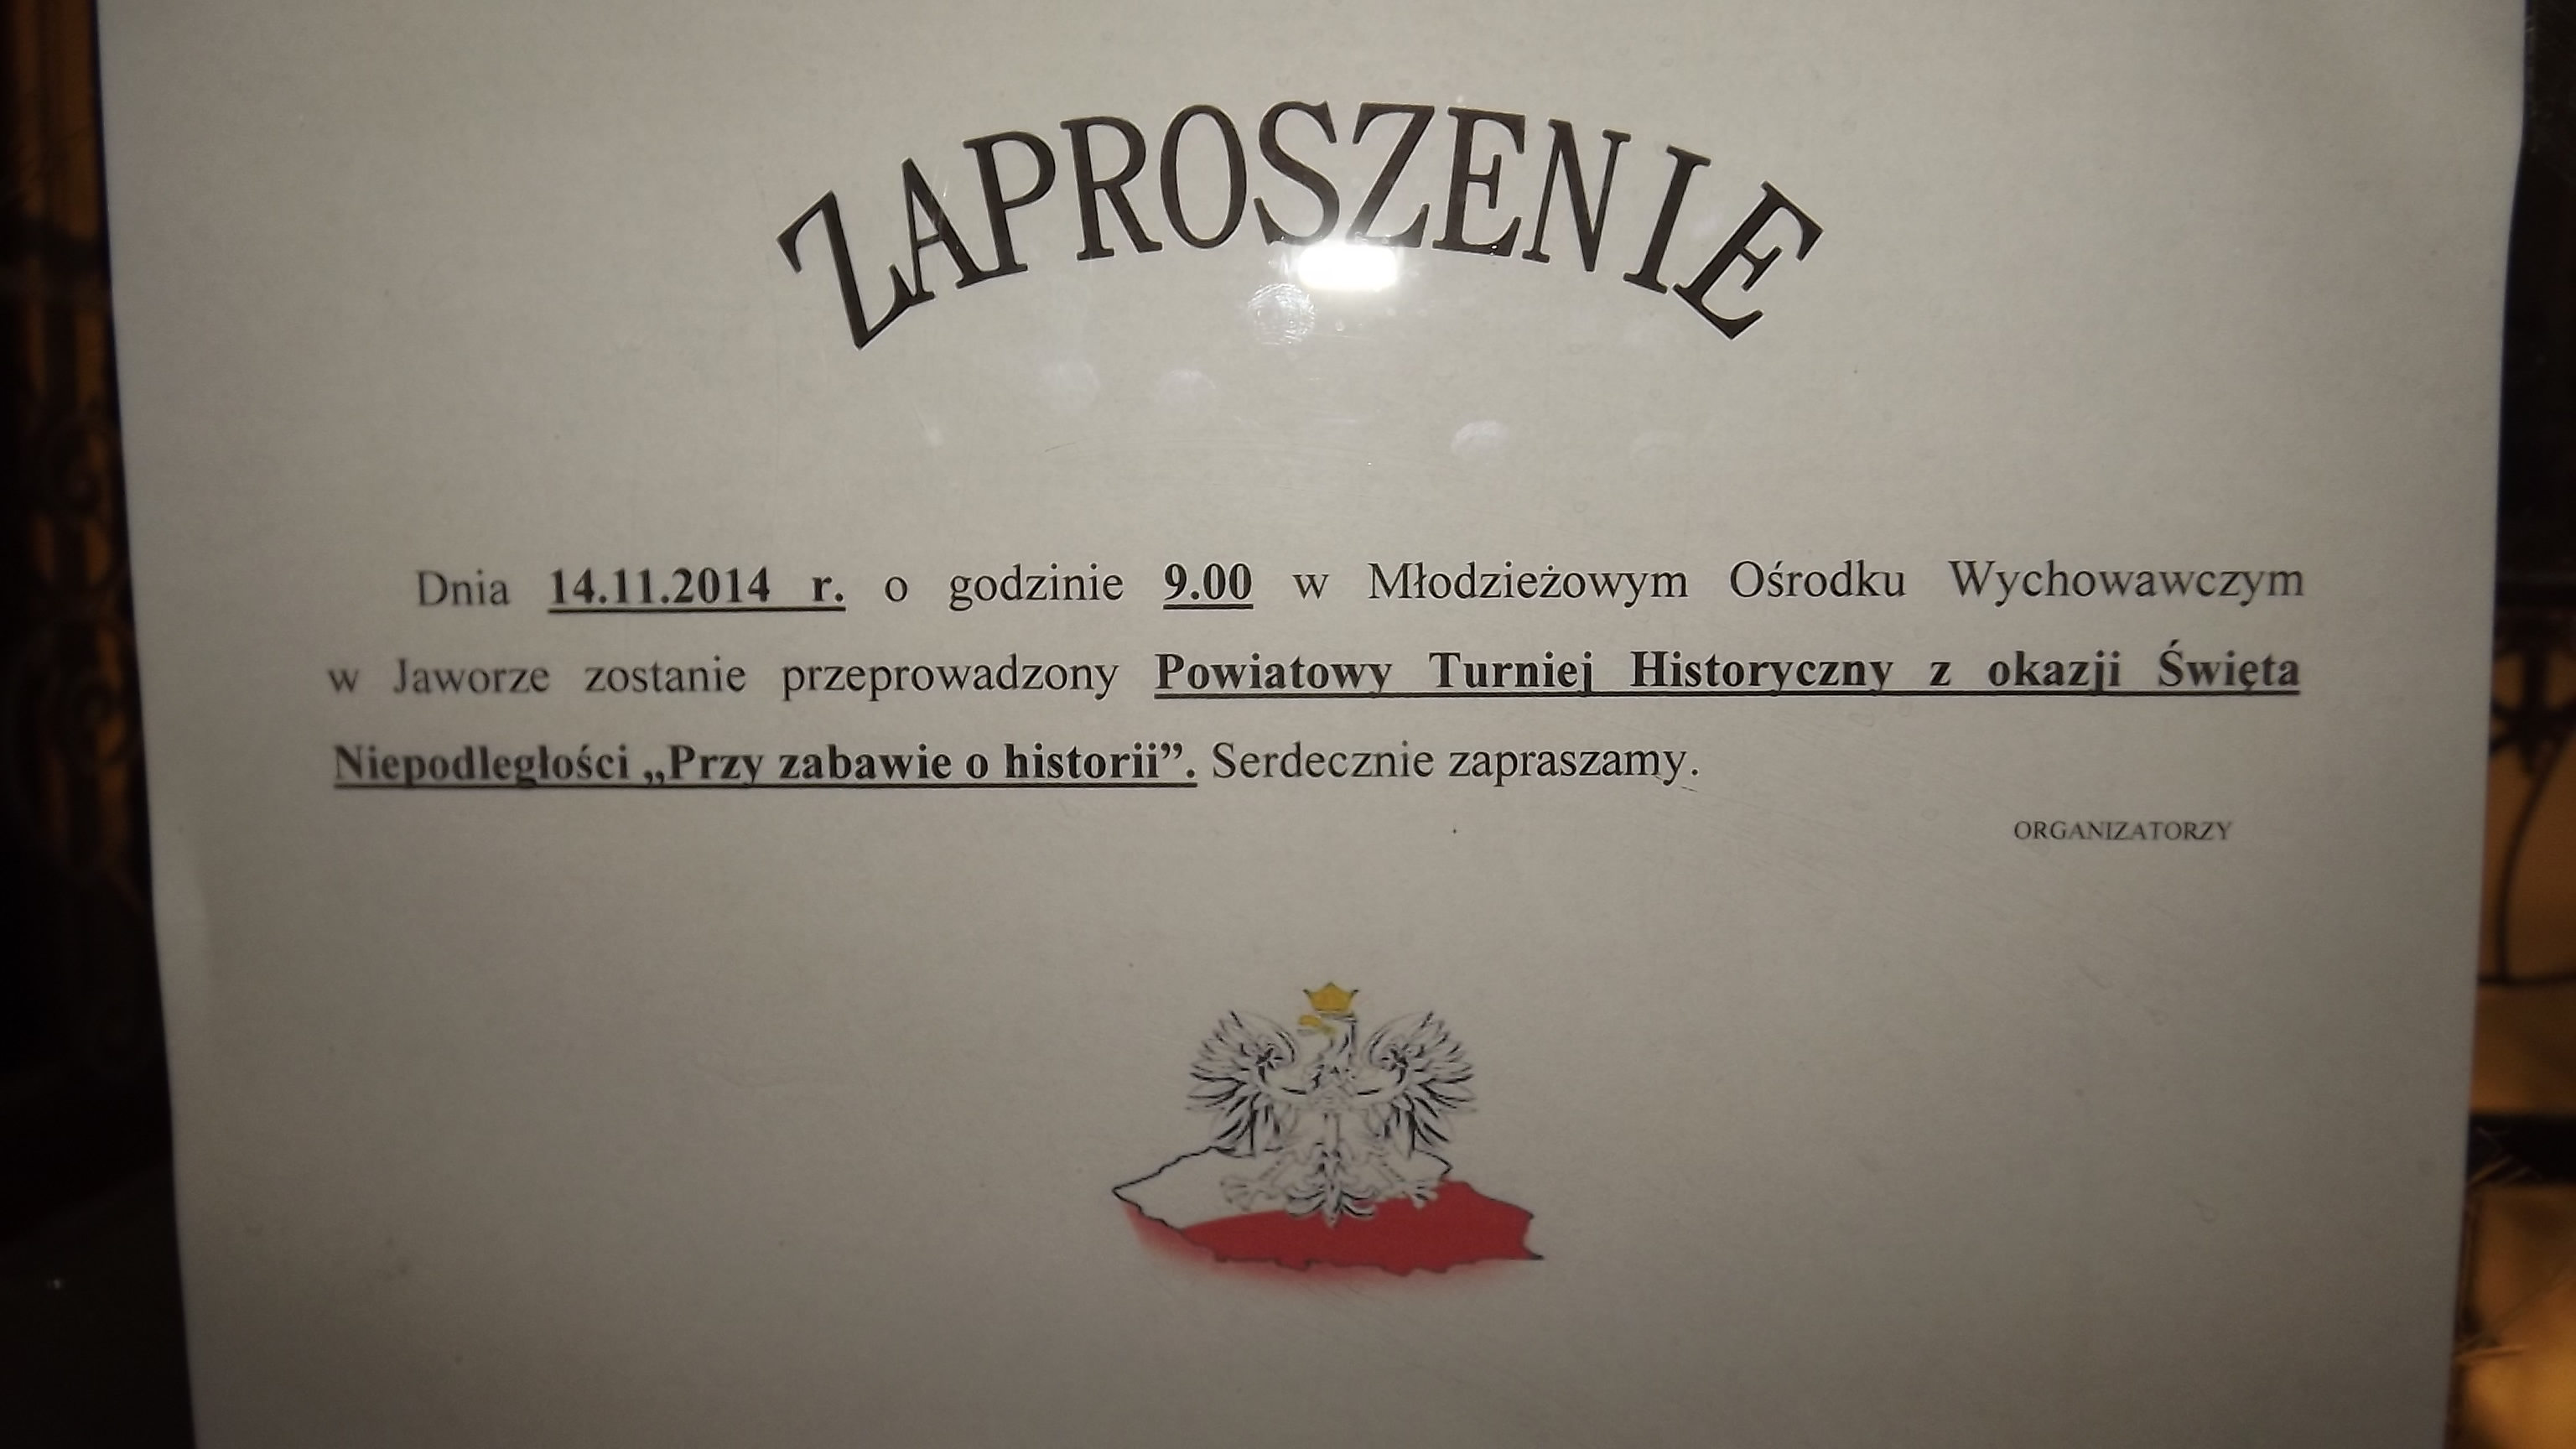 ZAPROSZENIE
Dnia 14.11.2014 r. o godzinie 9.00 w Młodzieżowym Ośrodku Wychowawczym
w Jaworze zostanie przeprowadzony Powiatowy Turniej Historyczny z okazji Święta
Niepodległości „Przy zabawie o historii”. Serdecznie zapraszamy.
ORGANIZATORZY